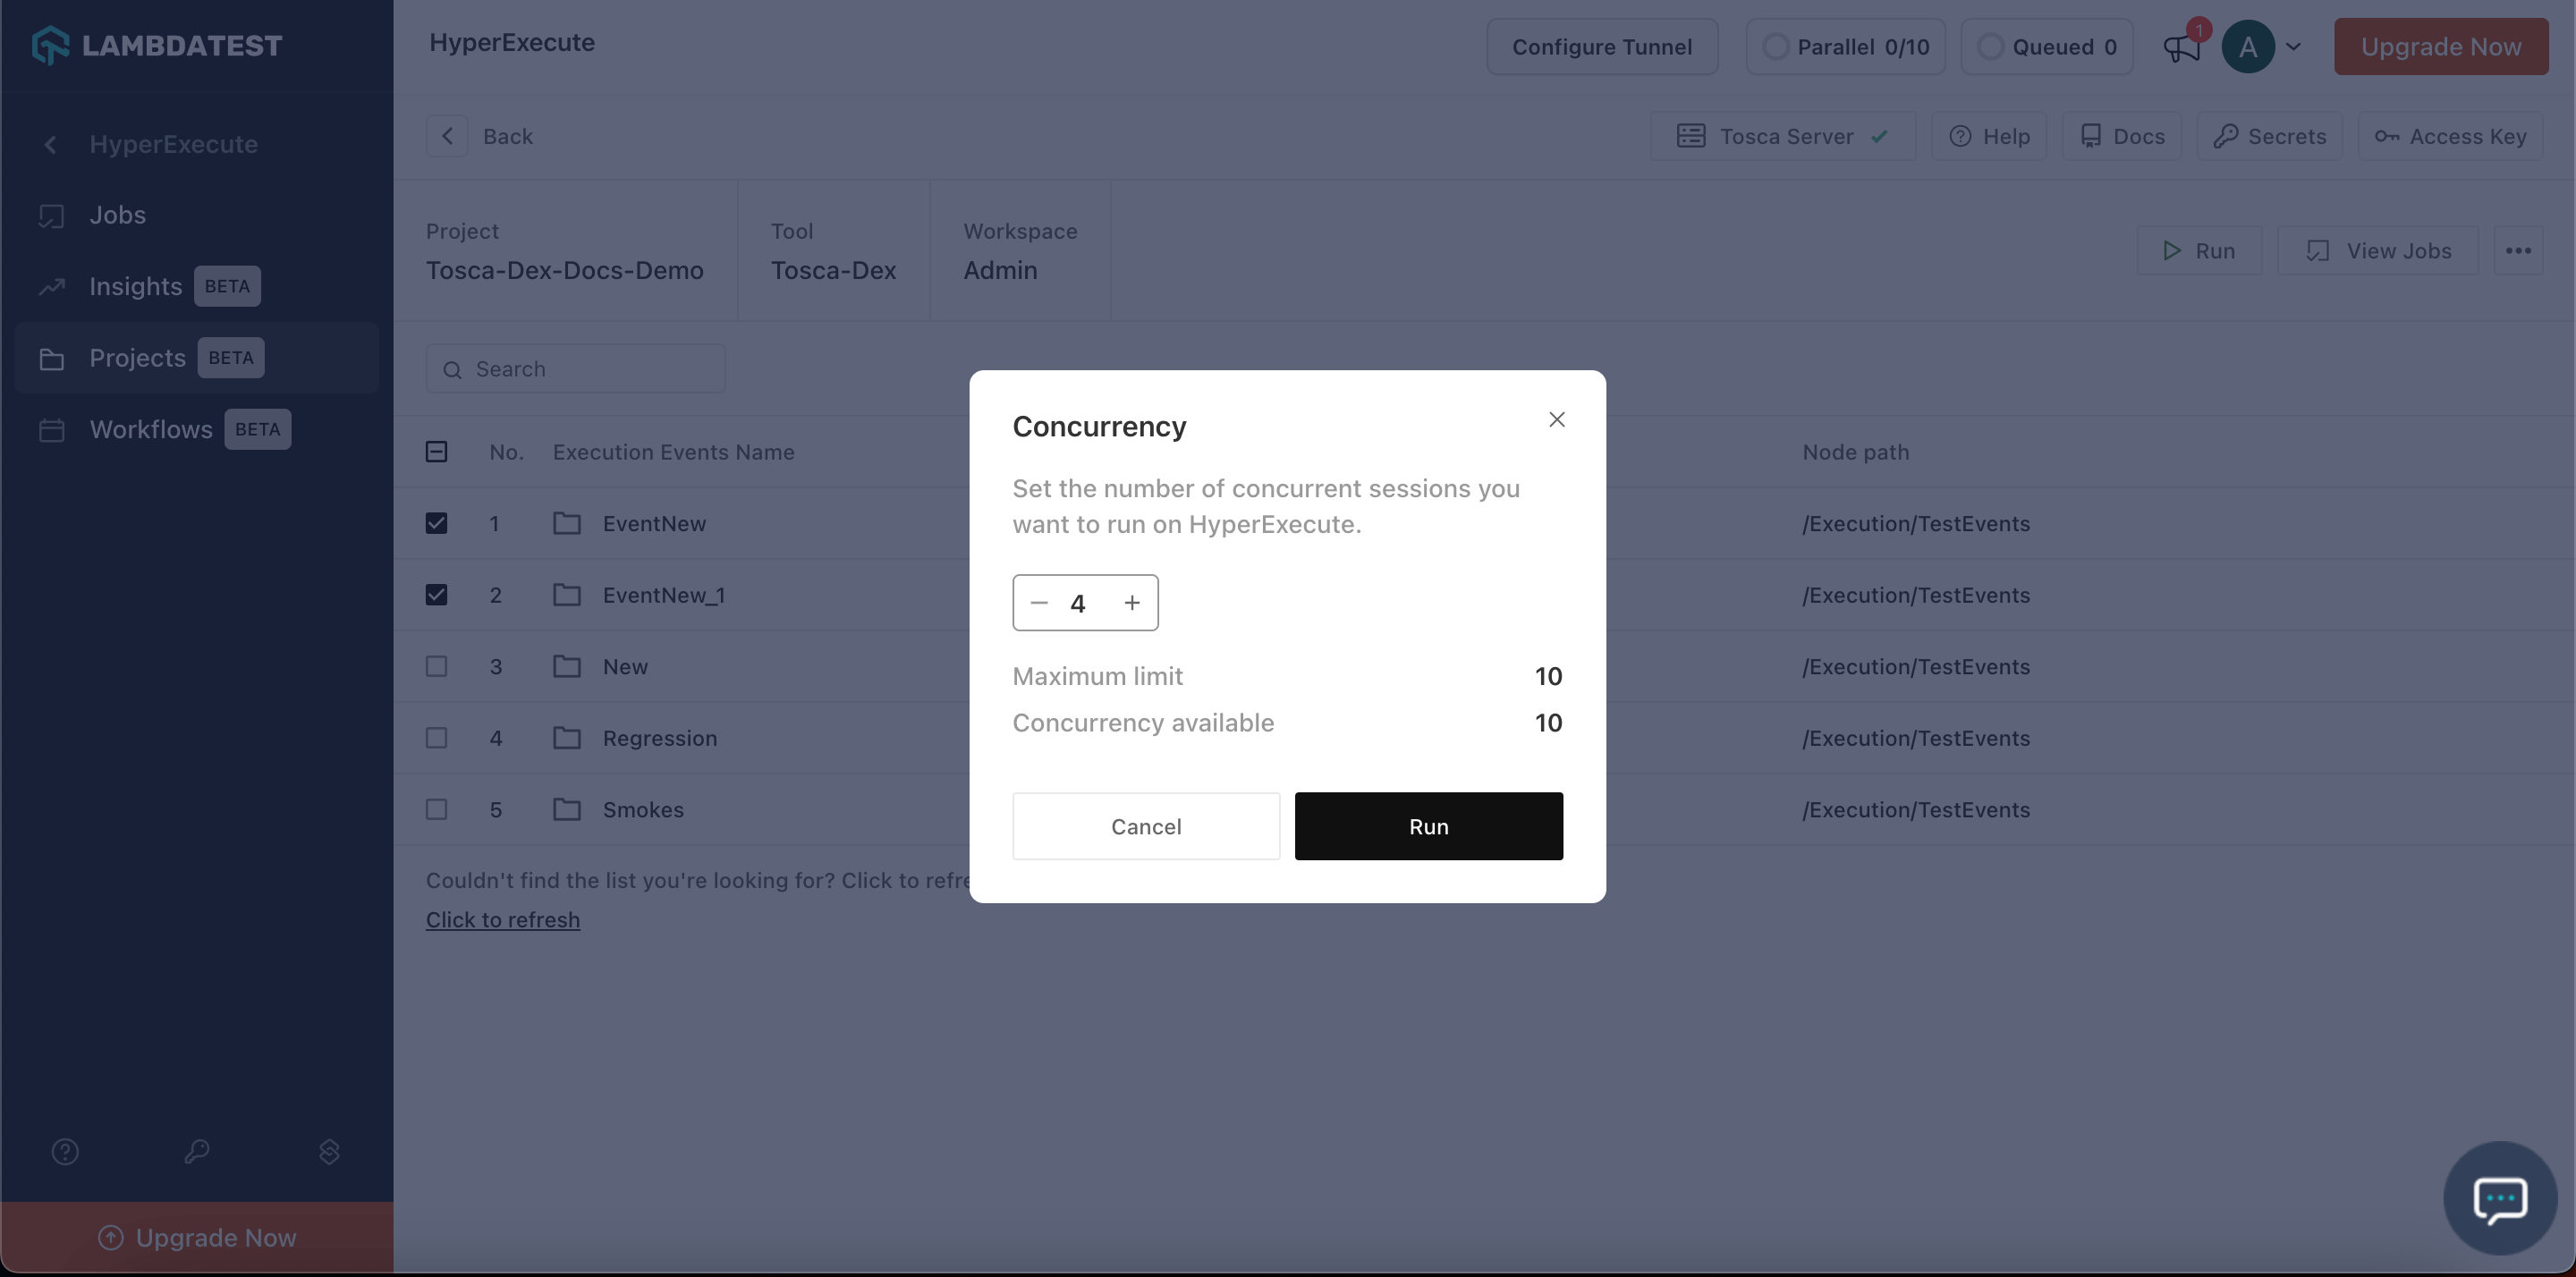 LAMBDATEST
HyperExecute
Configure Tunnel
Parallel 0/10
Queued 0
1
A
Upgrade Now
HyperExecute
Jobs
Insights BETA
Projects BETA
Workflows BETA
Upgrade Now
Back
Tosca Server
Help
Docs
Secrets
Access Key
Project
Tosca-Dex-Docs-Demo
Tool
Tosca-Dex
Workspace
Admin
Run
View Jobs
Search
No. Execution Events Name Node path
1 EventNew /Execution/TestEvents
2 EventNew_1 /Execution/TestEvents
3 New /Execution/TestEvents
4 Regression /Execution/TestEvents
5 Smokes /Execution/TestEvents
Couldn't find the list you're looking for? Click to
Click to refresh
Concurrency
Set the number of concurrent sessions you
want to run on HyperExecute.
− 4 +
Maximum limit 10
Concurrency available 10
Cancel
Run